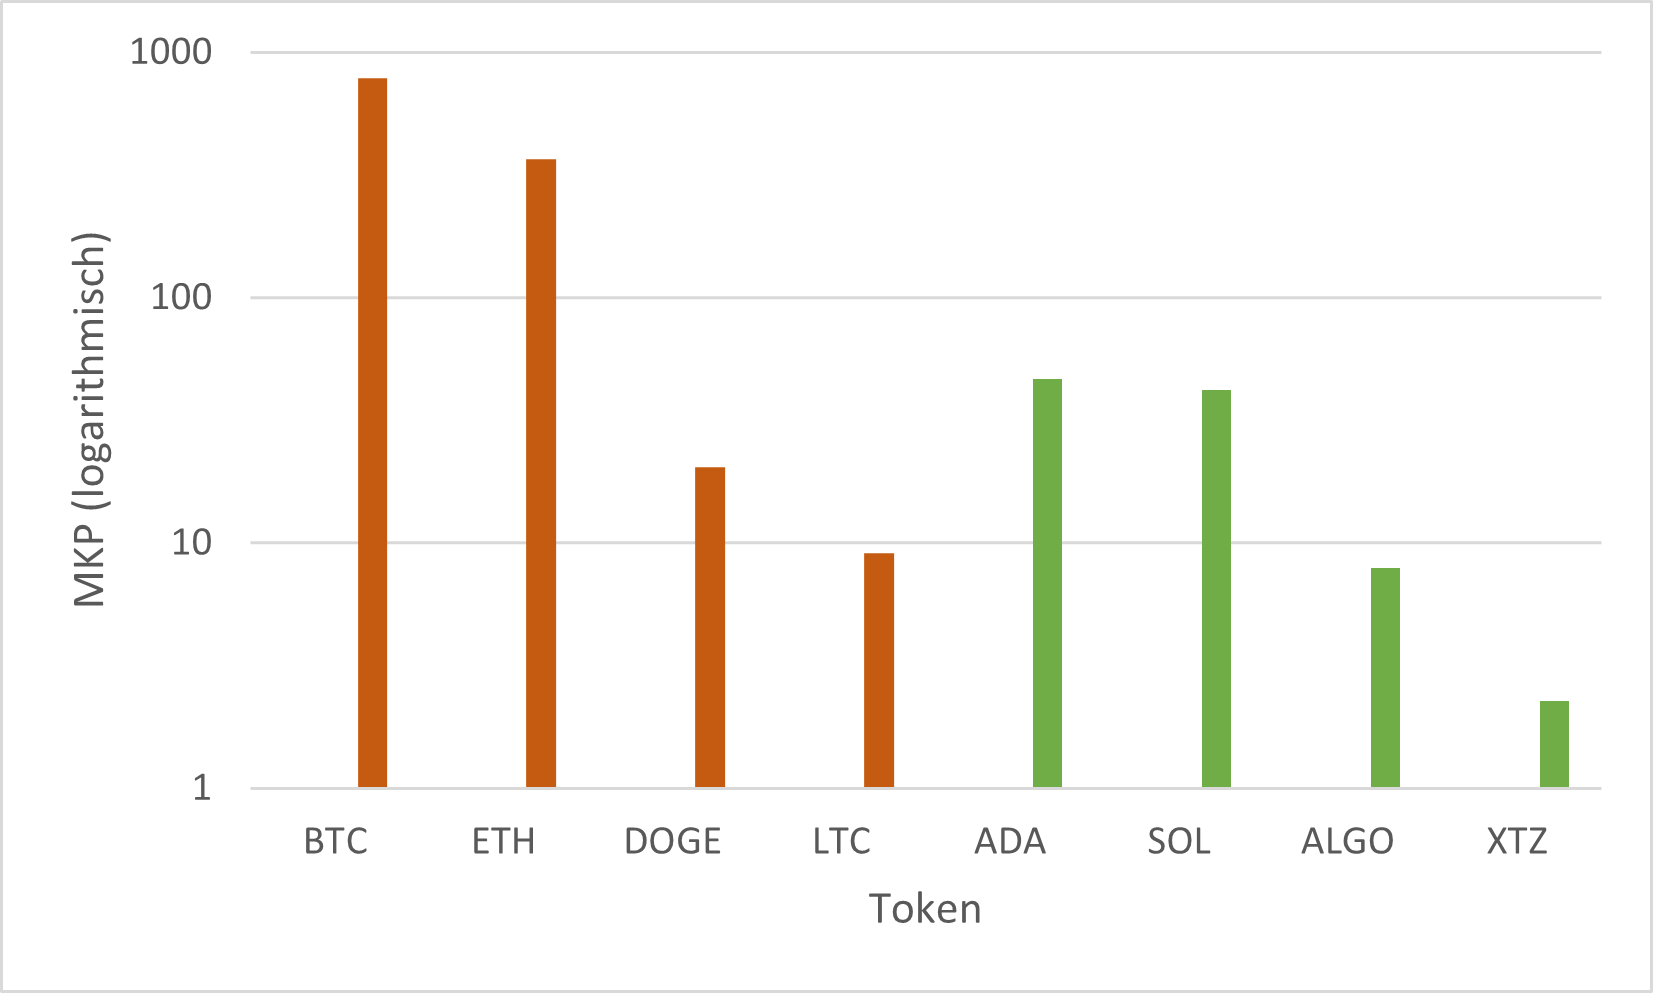 1000
100
10
1
MKP (logarithmisch)
BTC ETH DOGE LTC ADA SOL ALGO XTZ
Token